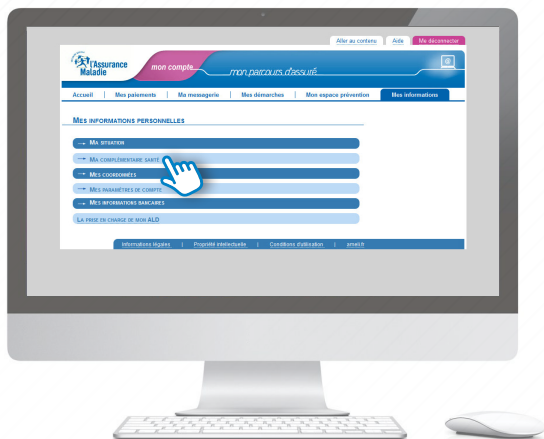 Aller au contenu Aide Me déconnecter
l'Assurance Maladie
mon compte
mon parcours d'assuré
Accueil | Mes paiements | Ma messagerie | Mes démarches | Mon espace prévention Mes informations
MES INFORMATIONS PERSONNELLES
→ MA SITUATION
→ MA COMPLÉMENTAIRE SANTÉ
→ MES COORDONNÉES
→ MES PARAMÈTRES DE COMPTE
→ MES INFORMATIONS BANCAIRES
LA PRISE EN CHARGE DE MON ALD
Informations légales | Propriété intellectuelle | Conditions d'utilisation | ameli.fr